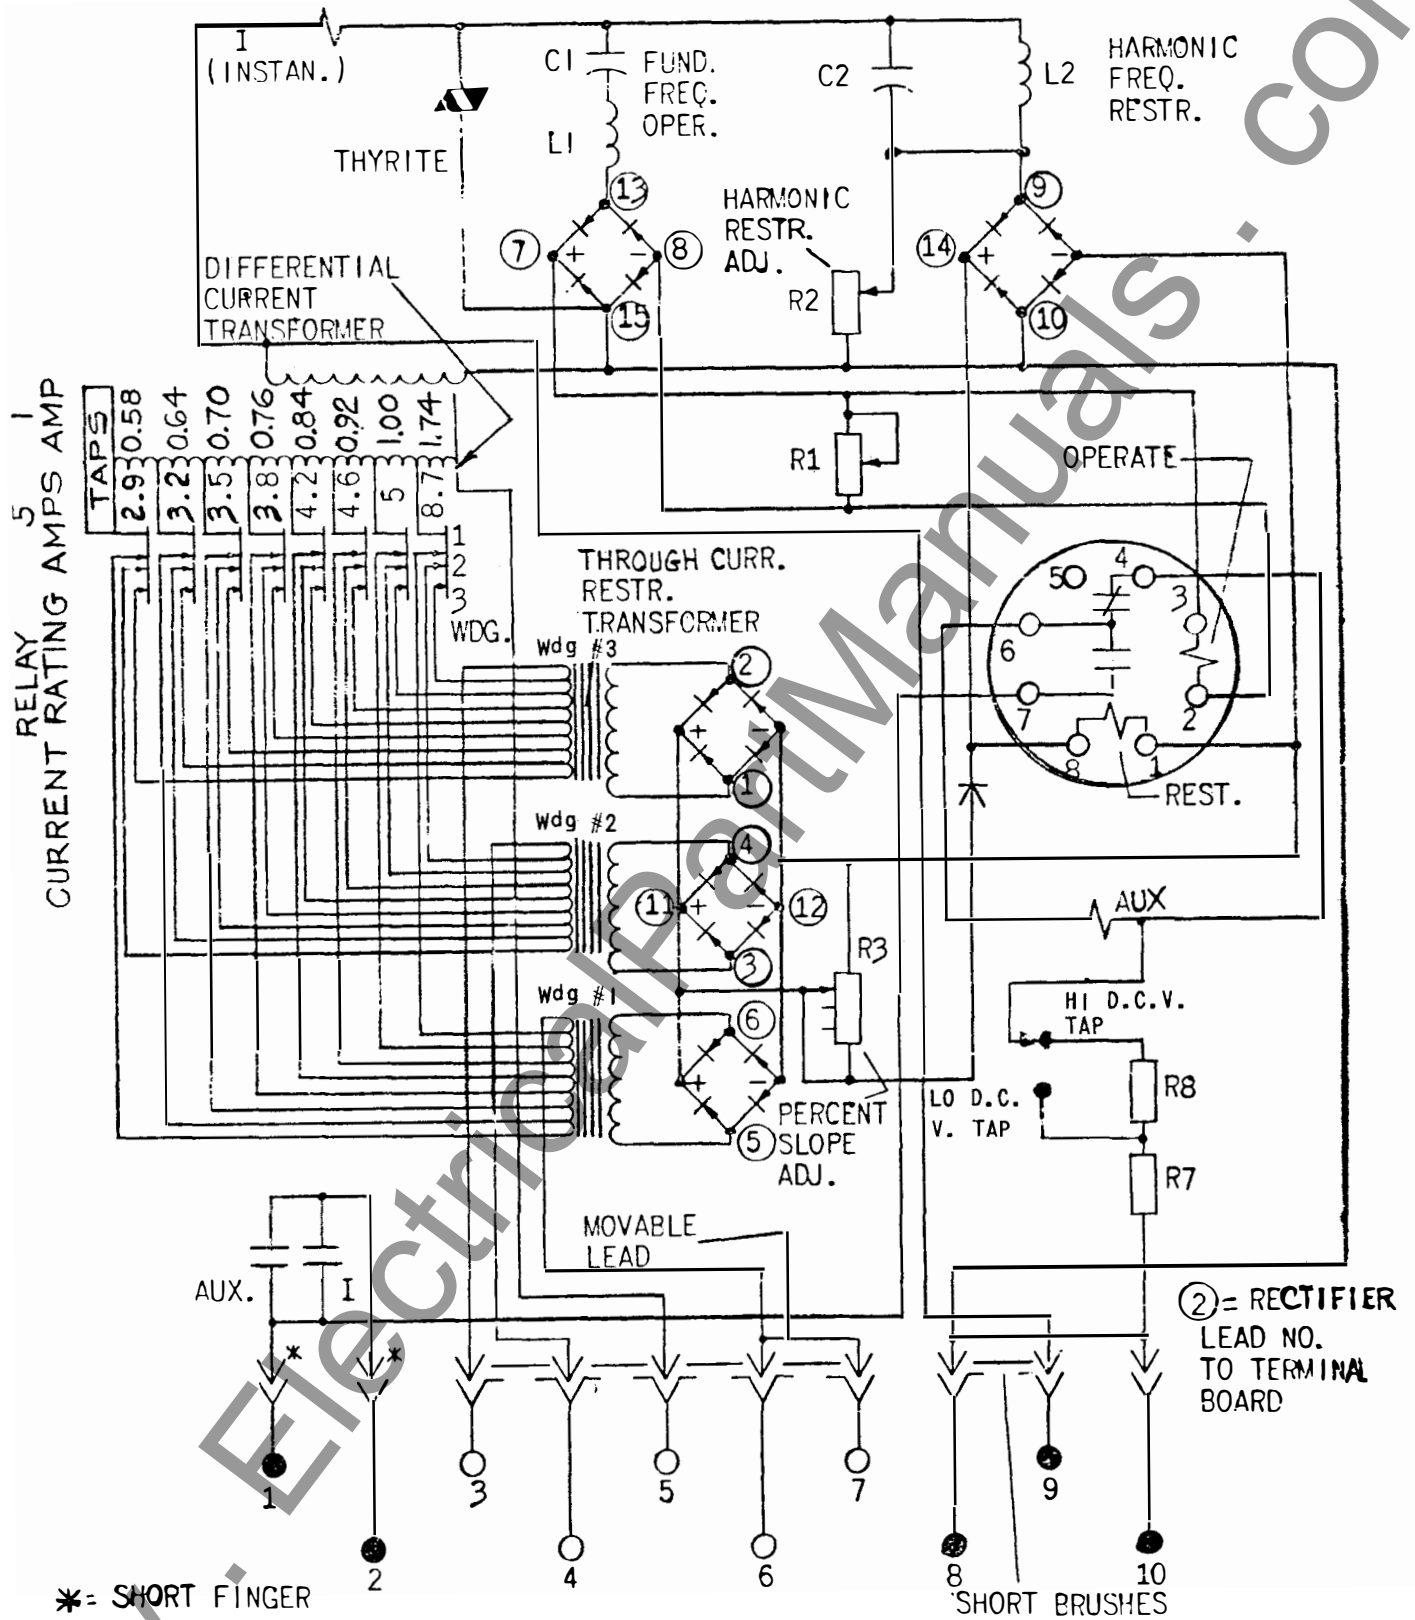 I
(INSTAN.)
THYRITE
C1
L1
FUND.
FREQ.
OPER.
C2
L2
HARMONIC
FREQ.
RESTR.
13
7
+
-
8
15
HARMONIC
RESTR.
ADJ.
R2
9
14
+
-
10
DIFFERENTIAL
CURRENT
TRANSFORMER
RELAY
CURRENT RATING
5 AMPS
1 AMP
TAPS
0.58
0.64
0.70
0.76
0.84
0.92
1.00
1.74
2.9
3.2
3.5
3.8
4.2
4.6
5
8.7
1
2
3
WDG.
R1
OPERATE
THROUGH CURR.
RESTR.
TRANSFORMER
5
4
3
6
7
2
8
1
REST.
Wdg #3
2
+
-
1
Wdg #2
4
11
+
-
12
3
Wdg #1
6
+
-
5
R3
PERCENT
SLOPE
ADJ.
AUX
HI D.C.V.
TAP
LO D.C.
V. TAP
R8
R7
AUX.
I
MOVABLE
LEAD
2 = RECTIFIER
LEAD NO.
TO TERMINAL
BOARD
*
*
1
2
3
4
5
6
7
8
9
10
*= SHORT FINGER
SHORT BRUSHES
www.ElectricalPartManuals.com